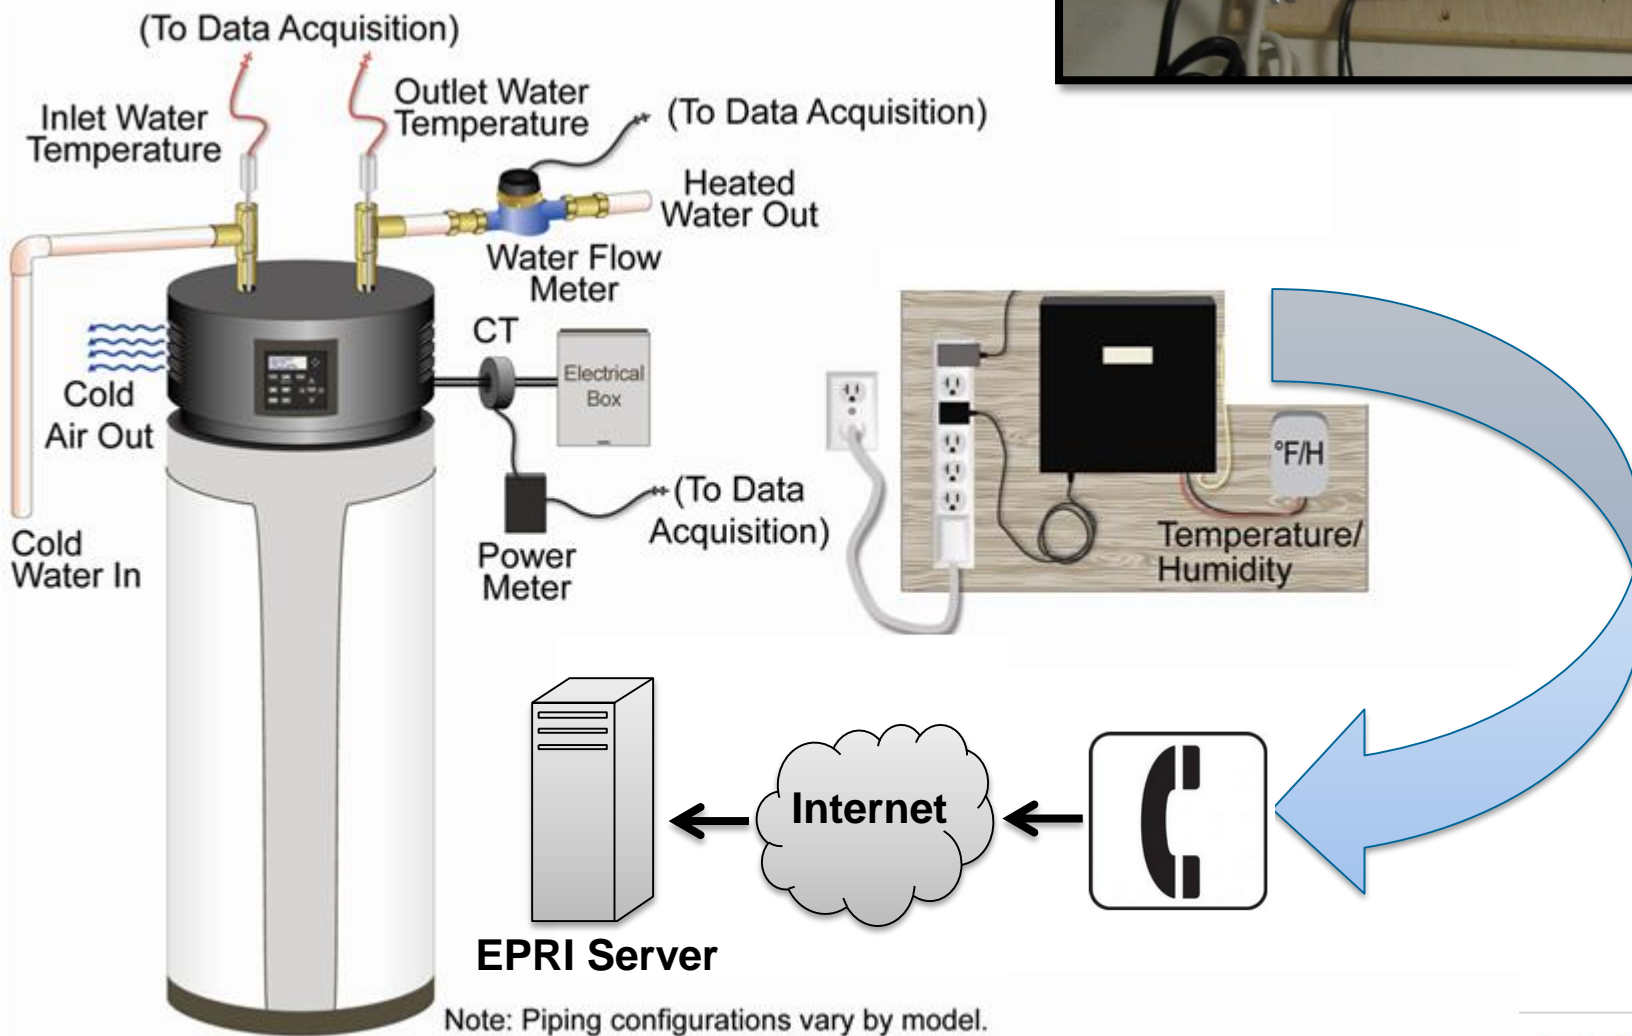 (To Data Acquisition)
Inlet Water
Temperature
Outlet Water
Temperature
(To Data Acquisition)
Heated
Water Out
Water Flow
Meter
CT
Electrical
Box
Cold
Air Out
(To Data
Acquisition)
Power
Meter
Cold
Water In
°F/H
Temperature/
Humidity
Internet
EPRI Server
Note: Piping configurations vary by model.